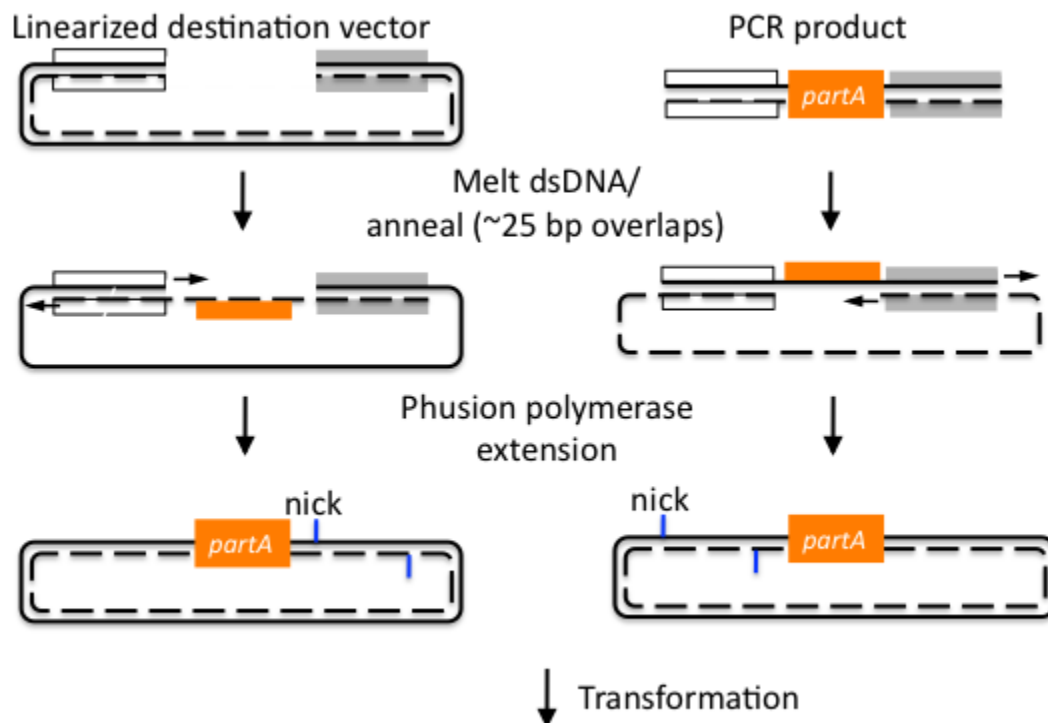 Linearized destination vector
PCR product
partA
Melt dsDNA/
anneal (~25 bp overlaps)
Phusion polymerase
extension
nick
nick
partA
partA
Transformation